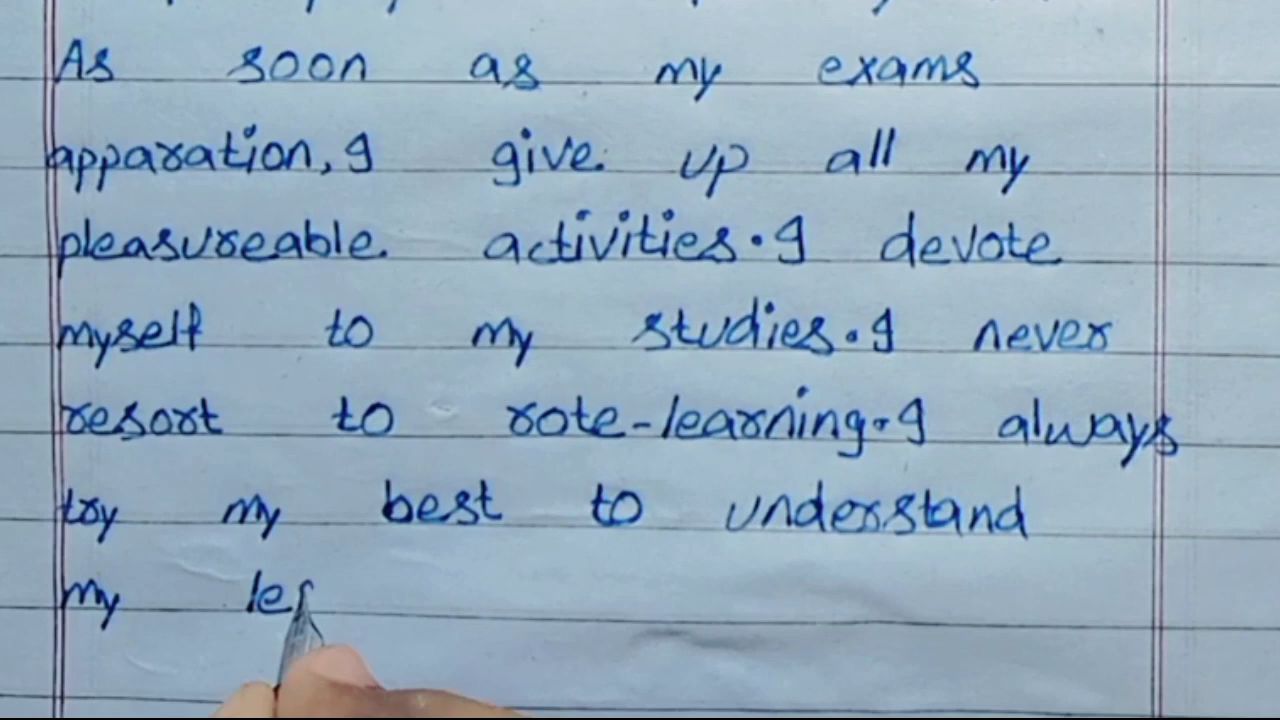 As soon as my exams
apparation, I give up all my
pleasureable activities. I devote
myself to my studies. I never
resort to rote-learning. I always
try my best to understand
my les